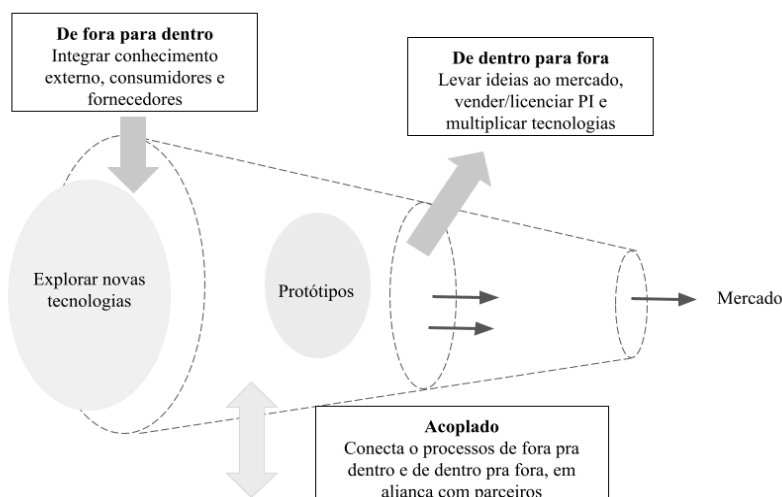 De fora para dentro
Integrar conhecimento
externo, consumidores e
fornecedores
De dentro para fora
Levar ideias ao mercado,
vender/licenciar PI e
multiplicar tecnologias
Explorar novas
tecnologias
Protótipos
Mercado
Acoplado
Conecta o processos de fora pra
dentro e de dentro pra fora, em
aliança com parceiros